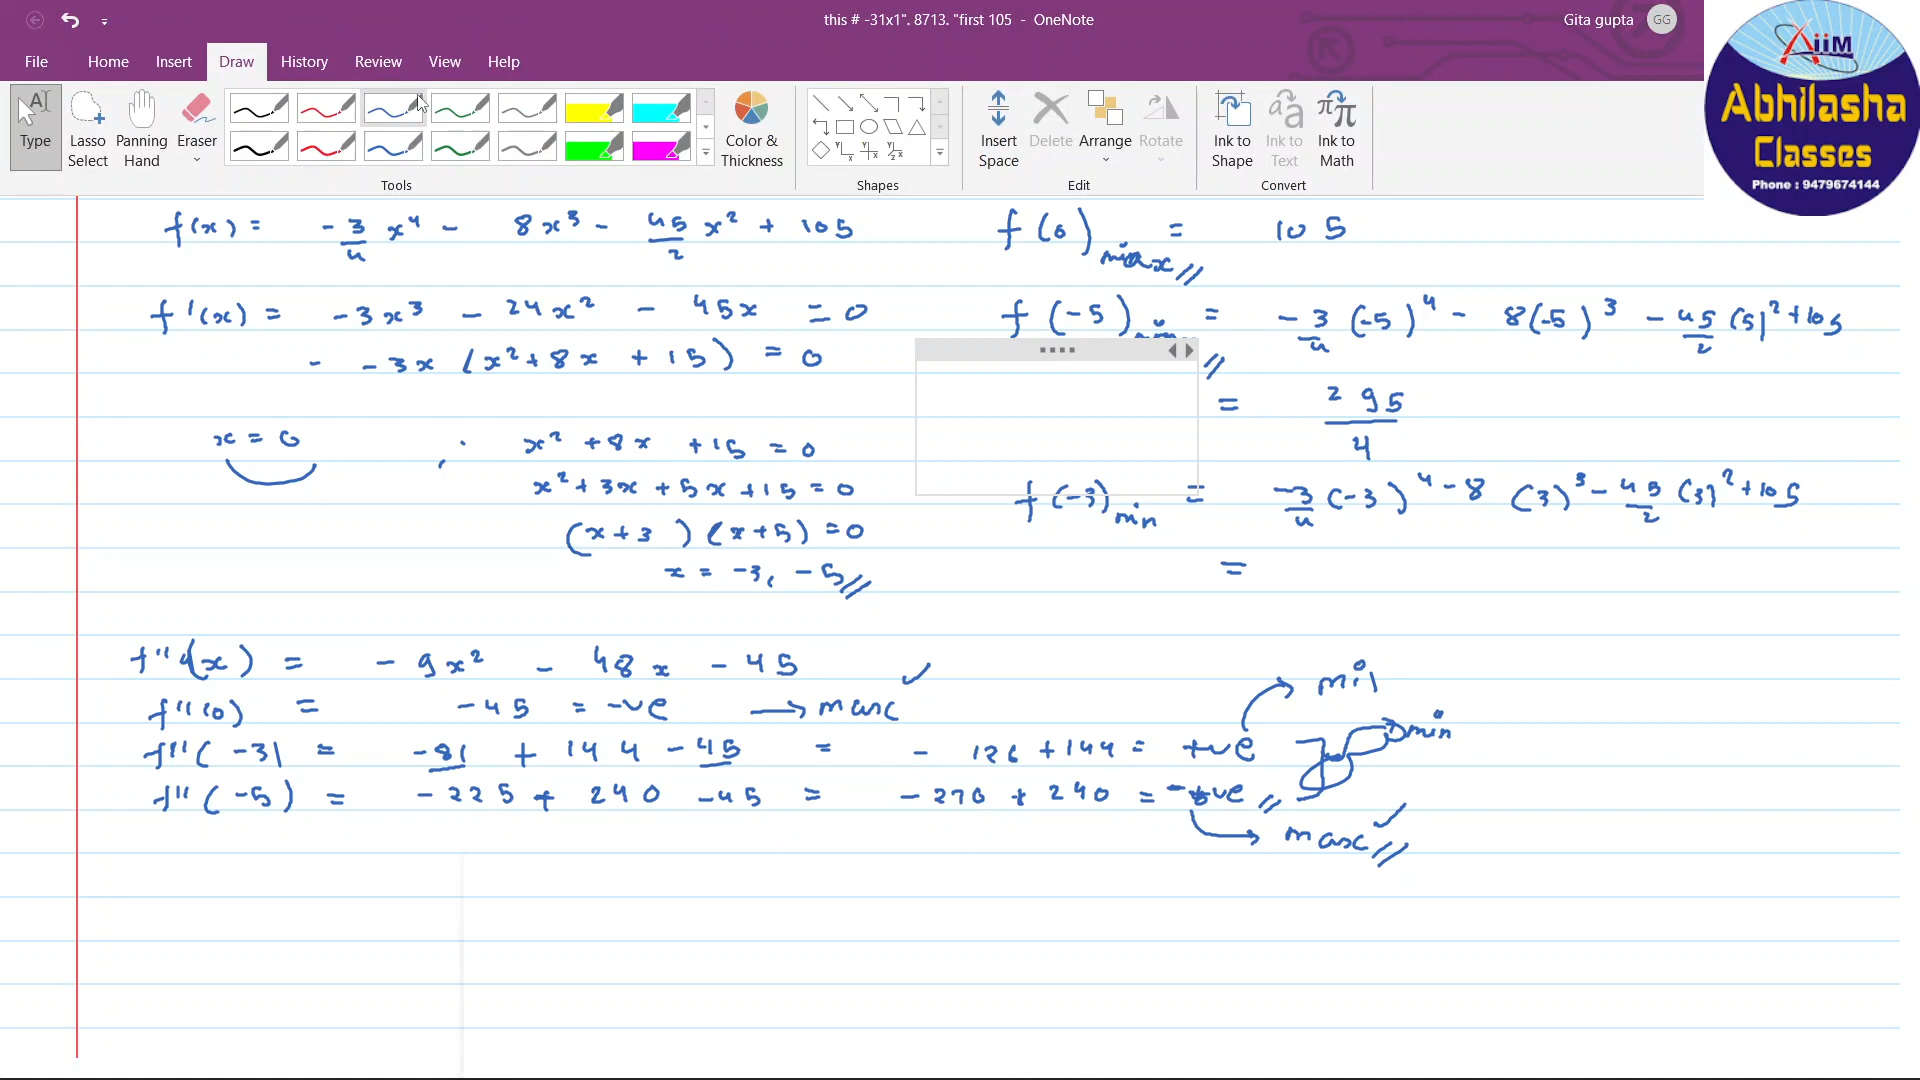 this # -31x1". 8713. "first 105 - OneNote
Gita gupta GG
AiiM
Abhilasha
Classes
Phone : 9479674144
File Home Insert Draw History Review View Help
Type
Lasso Select
Panning Hand
Eraser
Color & Thickness
Insert Space
Delete
Arrange
Rotate
Ink to Shape
Ink to Text
Ink to Math
Tools Shapes Edit Convert
f(x) = -3/4 x⁴ - 8x³ - 45/2 x² + 105
f'(x) = -3x³ - 24x² - 45x = 0
- -3x (x² + 8x + 15) = 0
x = 0 , x² + 8x + 15 = 0
x² + 3x + 5x + 15 = 0
(x+3) (x+5) = 0
x = -3, -5
f(0) max = 105
f(-5) = -3/4 (-5)⁴ - 8(-5)³ - 45/2 (5)² + 105
= 295/4
f(-3) min = -3/4 (-3)⁴ - 8 (3)³ - 45/2 (3)² + 105
=
f''(x) = -9x² - 48x - 45
f''(0) = -45 = -ve → max
f''(-3) = -81 + 144 - 45 = -126 + 144 = +ve → min
min
f''(-5) = -225 + 240 - 45 = -270 + 240 = -ve
→ max